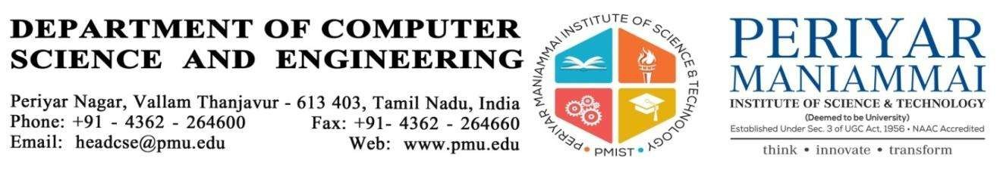 DEPARTMENT OF COMPUTER
SCIENCE AND ENGINEERING
Periyar Nagar, Vallam Thanjavur - 613 403, Tamil Nadu, India
Phone: +91 - 4362 - 264600 Fax: +91- 4362 - 264660
Email: headcse@pmu.edu Web: www.pmu.edu
PERIYAR MANIAMMAI INSTITUTE OF SCIENCE & TECHNOLOGY
• PMIST •
PERIYAR
MANIAMMAI
INSTITUTE OF SCIENCE & TECHNOLOGY
(Deemed to be University)
Established Under Sec. 3 of UGC Act, 1956 • NAAC Accredited
think • innovate • transform